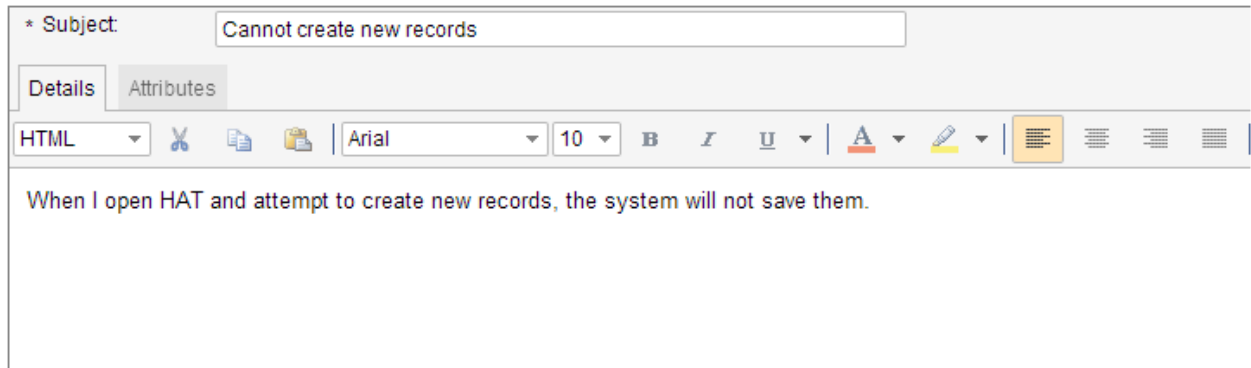 * Subject: Cannot create new records
Details Attributes
HTML Arial 10 B I U A
When I open HAT and attempt to create new records, the system will not save them.